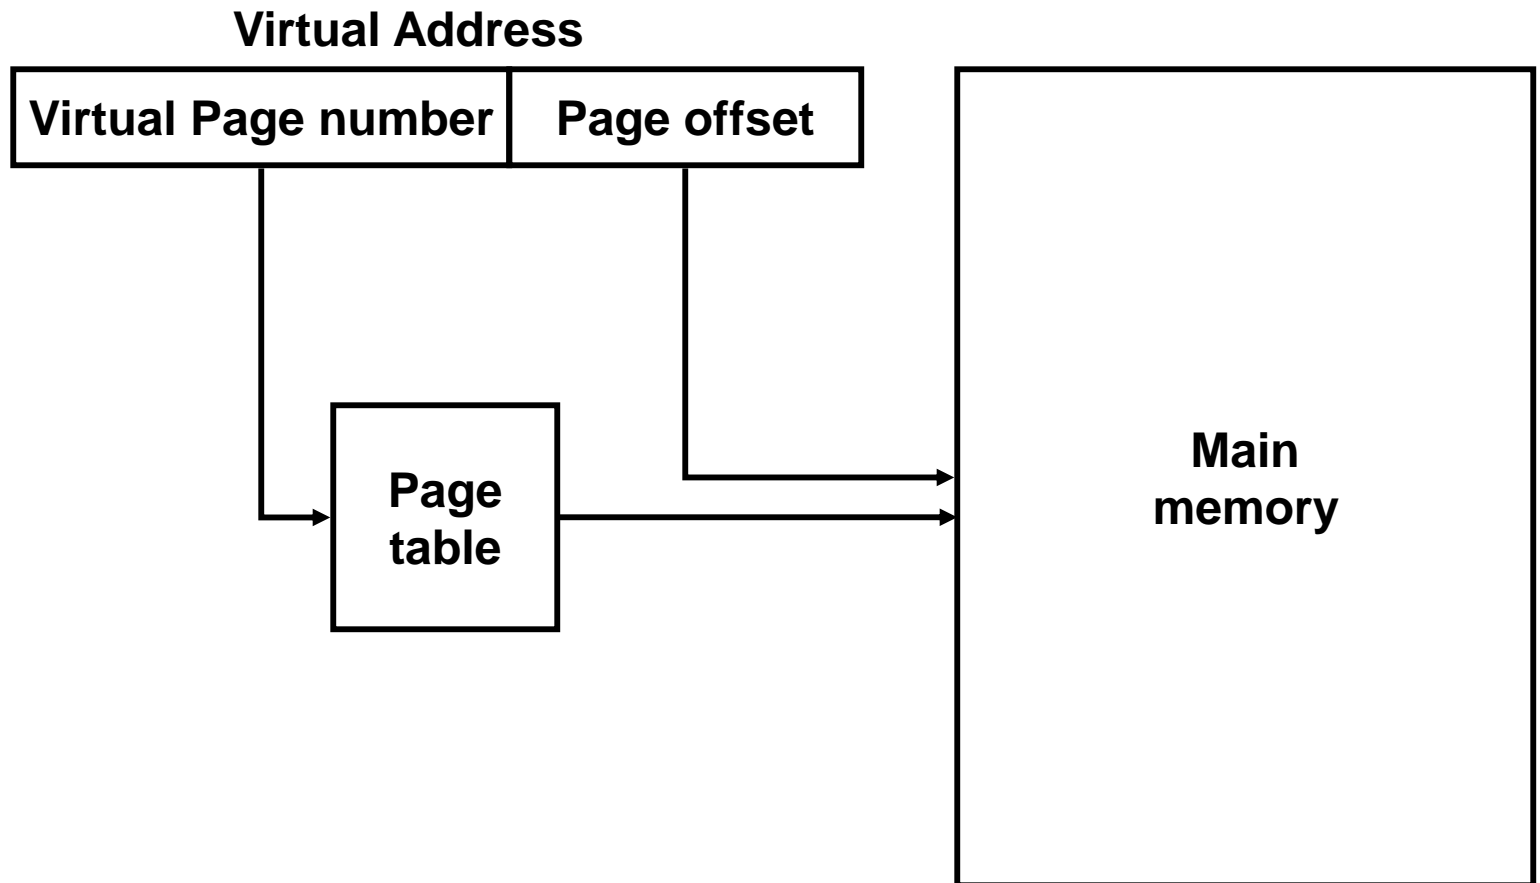 Virtual Address
Virtual Page number
Page offset
Page
table
Main
memory